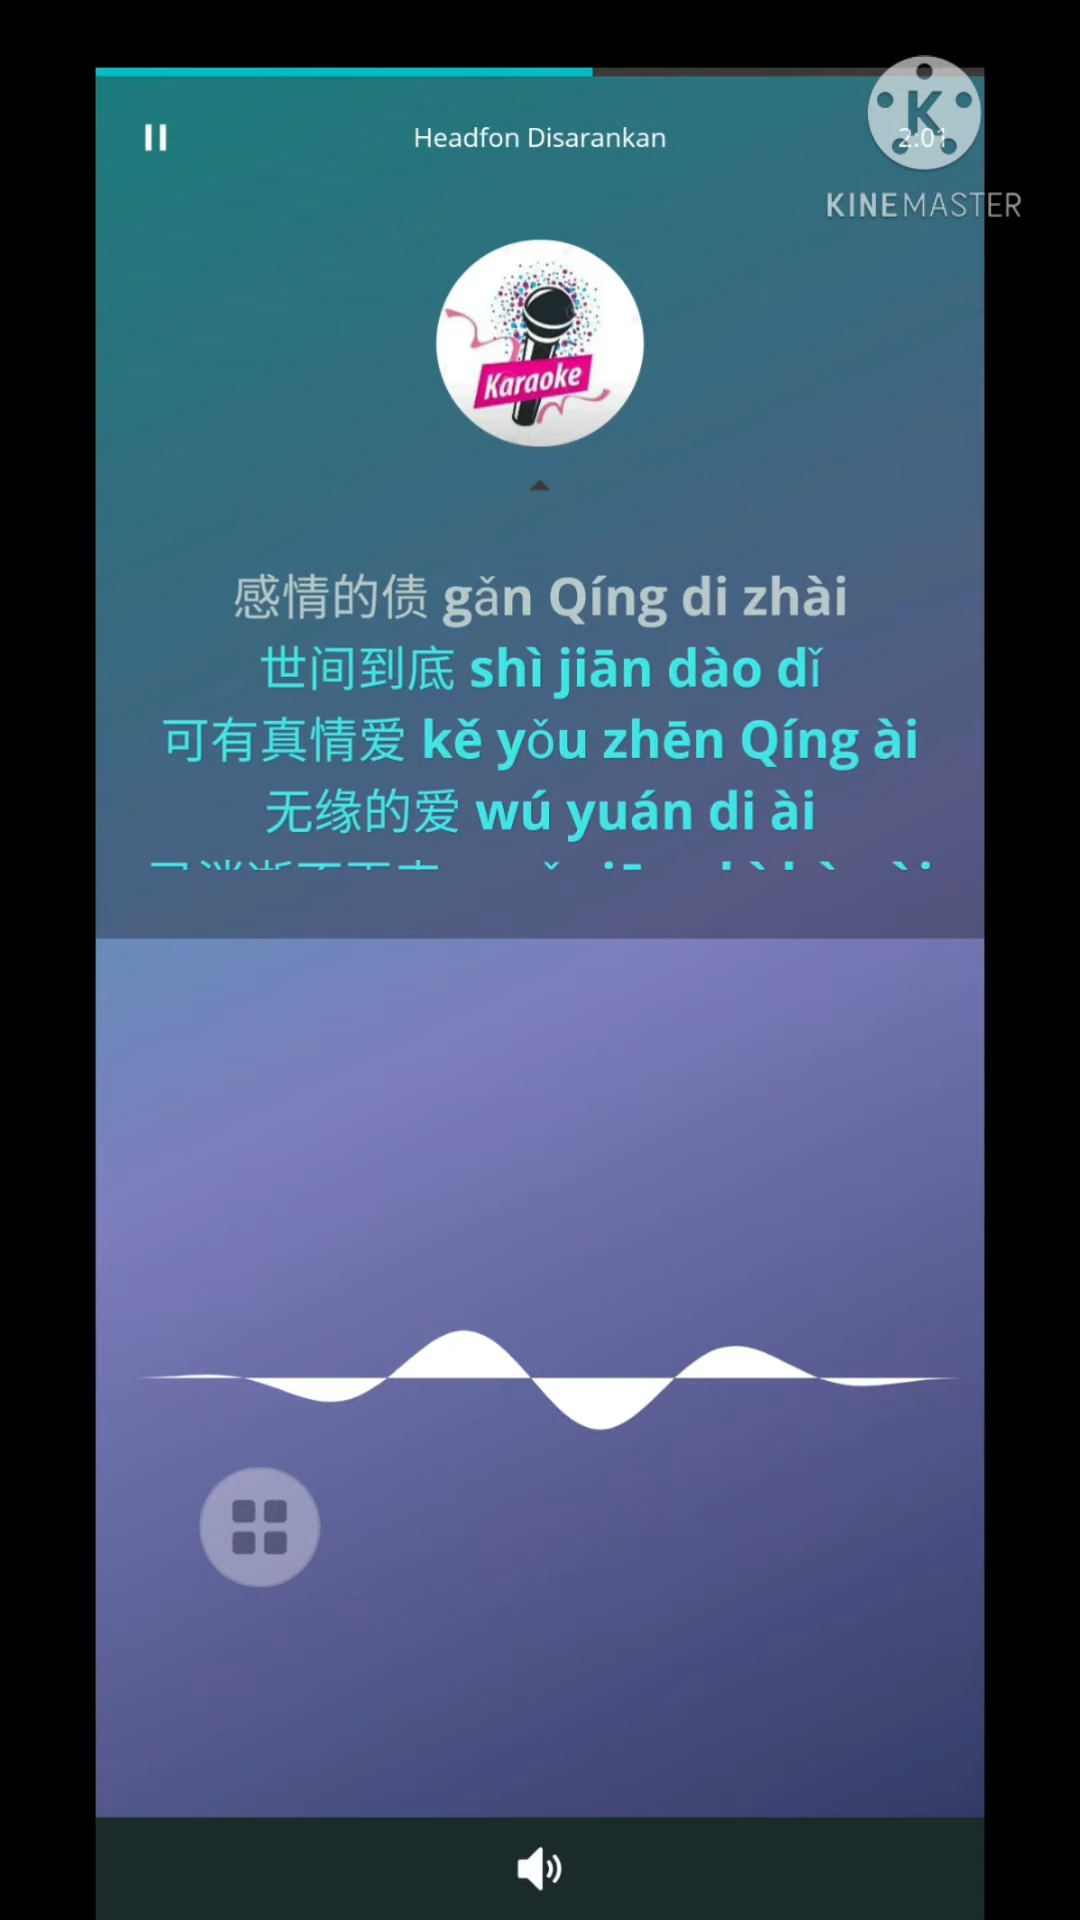 Headfon Disarankan
2:01
KINEMASTER
Karaoke
感情的债 gǎn Qíng di zhài
世间到底 shì jiān dào dǐ
可有真情爱 kě yǒu zhēn Qíng ài
无缘的爱 wú yuán di ài